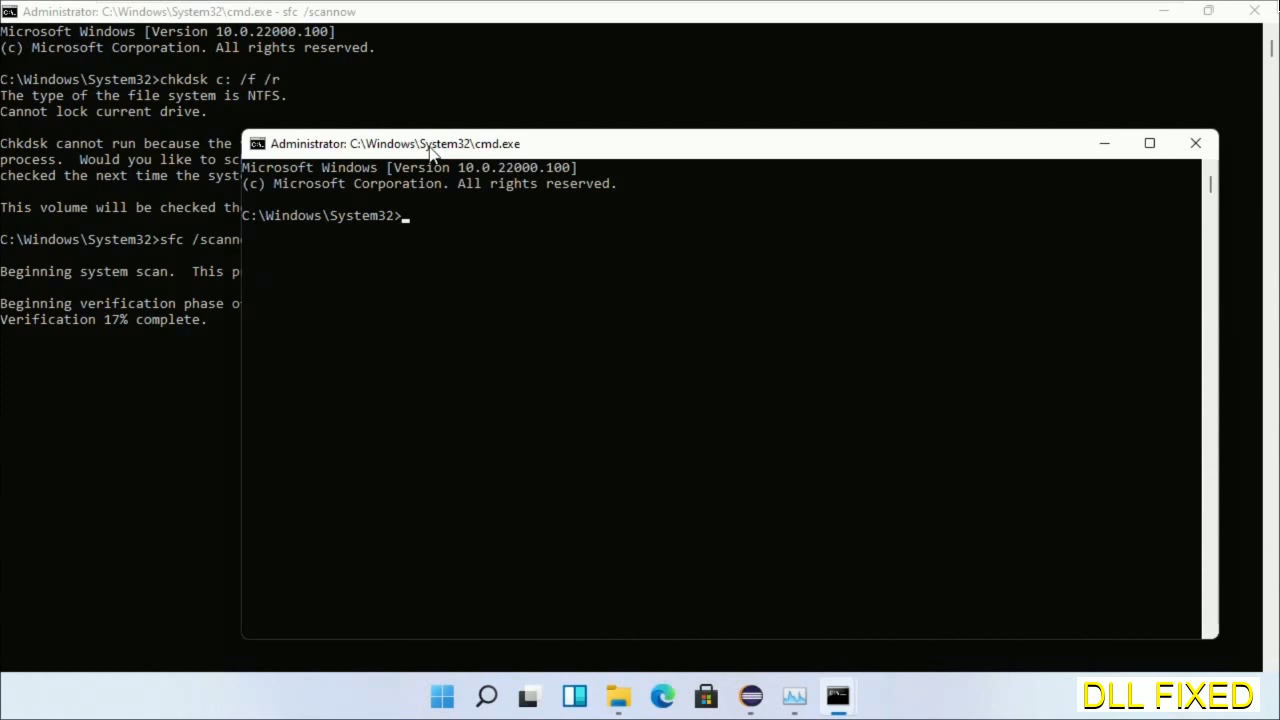 Administrator: C:\Windows\System32\cmd.exe - sfc /scannow
Microsoft Windows [Version 10.0.22000.100]
(c) Microsoft Corporation. All rights reserved.
C:\Windows\System32>chkdsk c: /f /r
The type of the file system is NTFS.
Cannot lock current drive.
Chkdsk cannot run because the
process.  Would you like to sc
checked the next time the syst
This volume will be checked th
C:\Windows\System32>sfc /scann
Beginning system scan.  This p
Beginning verification phase o
Verification 17% complete.
Administrator: C:\Windows\System32\cmd.exe
Microsoft Windows [Version 10.0.22000.100]
(c) Microsoft Corporation. All rights reserved.
C:\Windows\System32>
DLL FIXED